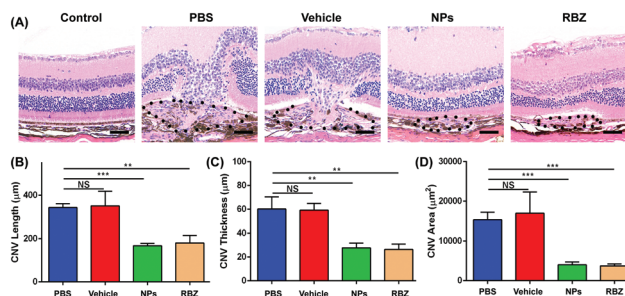 (A) Control PBS Vehicle NPs RBZ
(B) (C) (D)
CNV Length (μm)
400
200
0
**
***
NS
PBS Vehicle NPs RBZ
CNV Thickness (μm)
100
80
60
40
20
0
**
**
NS
PBS Vehicle NPs RBZ
CNV Area (μm²)
30000
20000
10000
0
***
***
NS
PBS Vehicle NPs RBZ